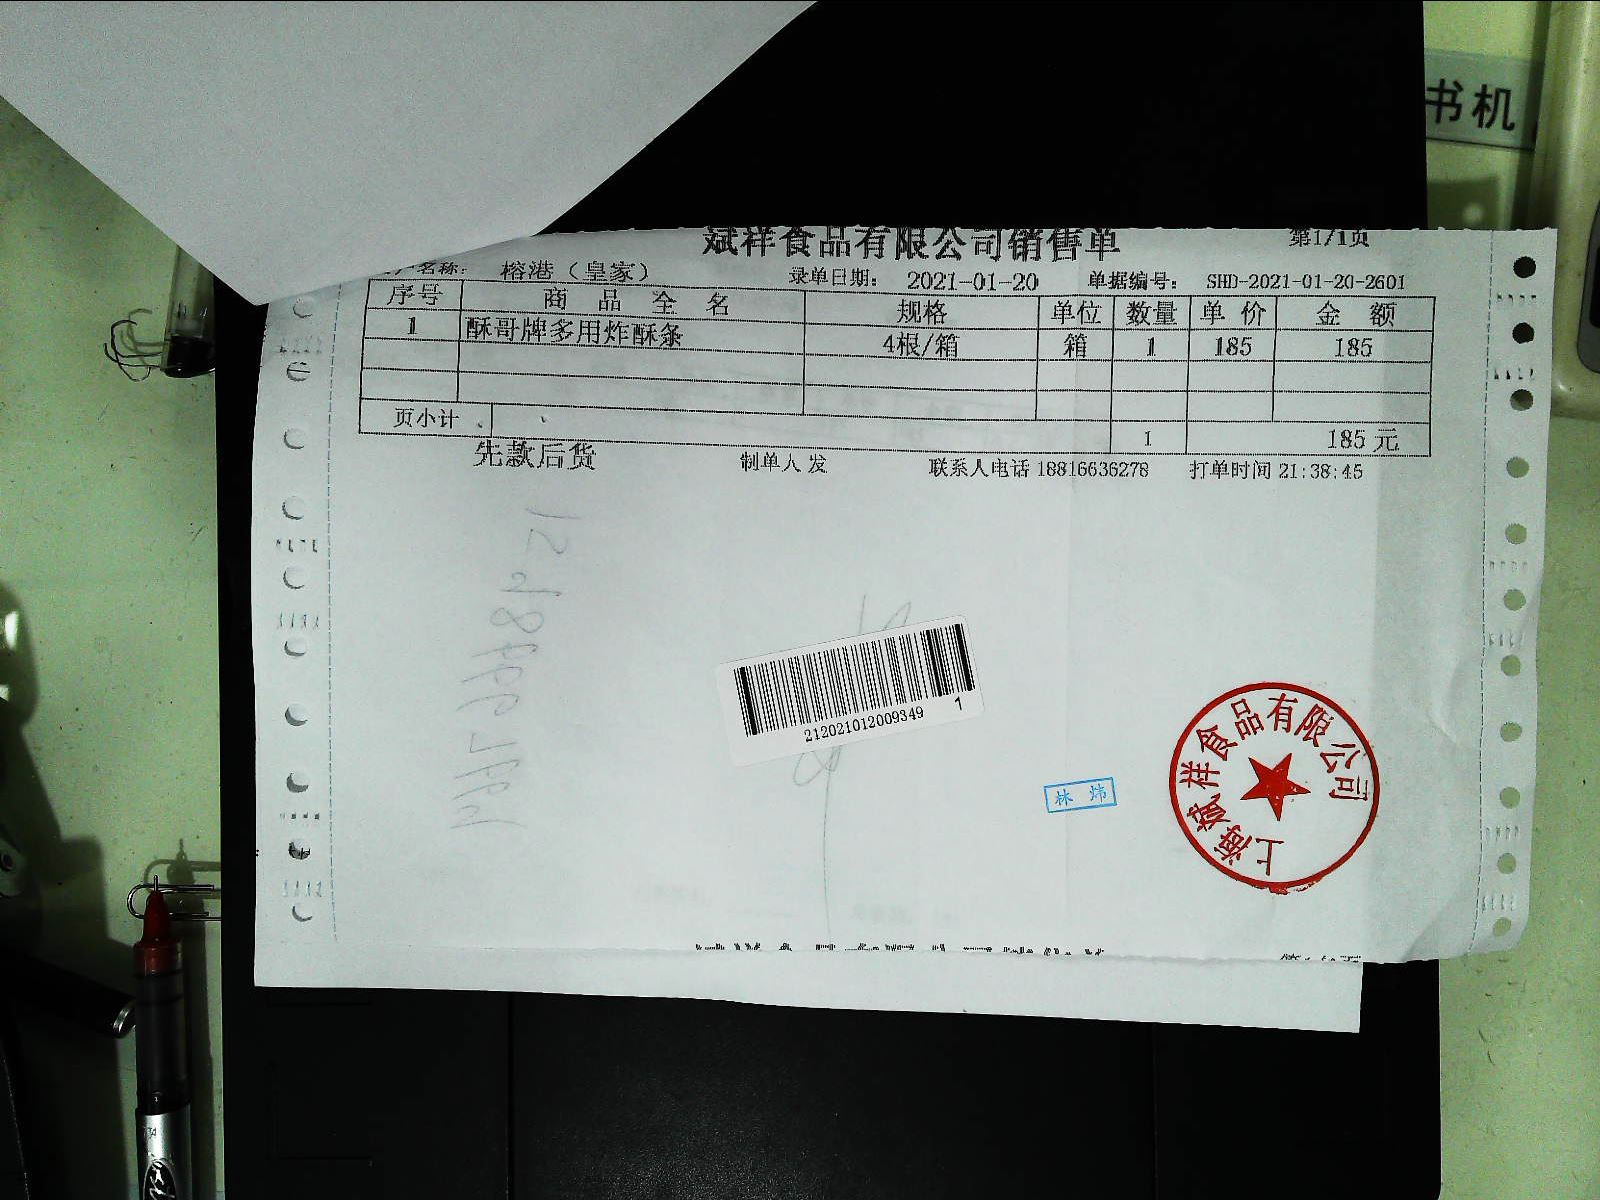 书机
斌祥食品有限公司销售单
第1/1页
名称： 榕港（皇家） 录单日期： 2021-01-20 单据编号： SHD-2021-01-20-2601
序号 商品全名 规格 单位 数量 单价 金额
1 酥哥牌多用炸酥条 4根/箱 箱 1 185 185
页小计 1 185 元
先款后货 制单人 发 联系人电话 18816636278 打单时间 21:38:45
212021012009349 1
林炜
上海斌祥食品有限公司